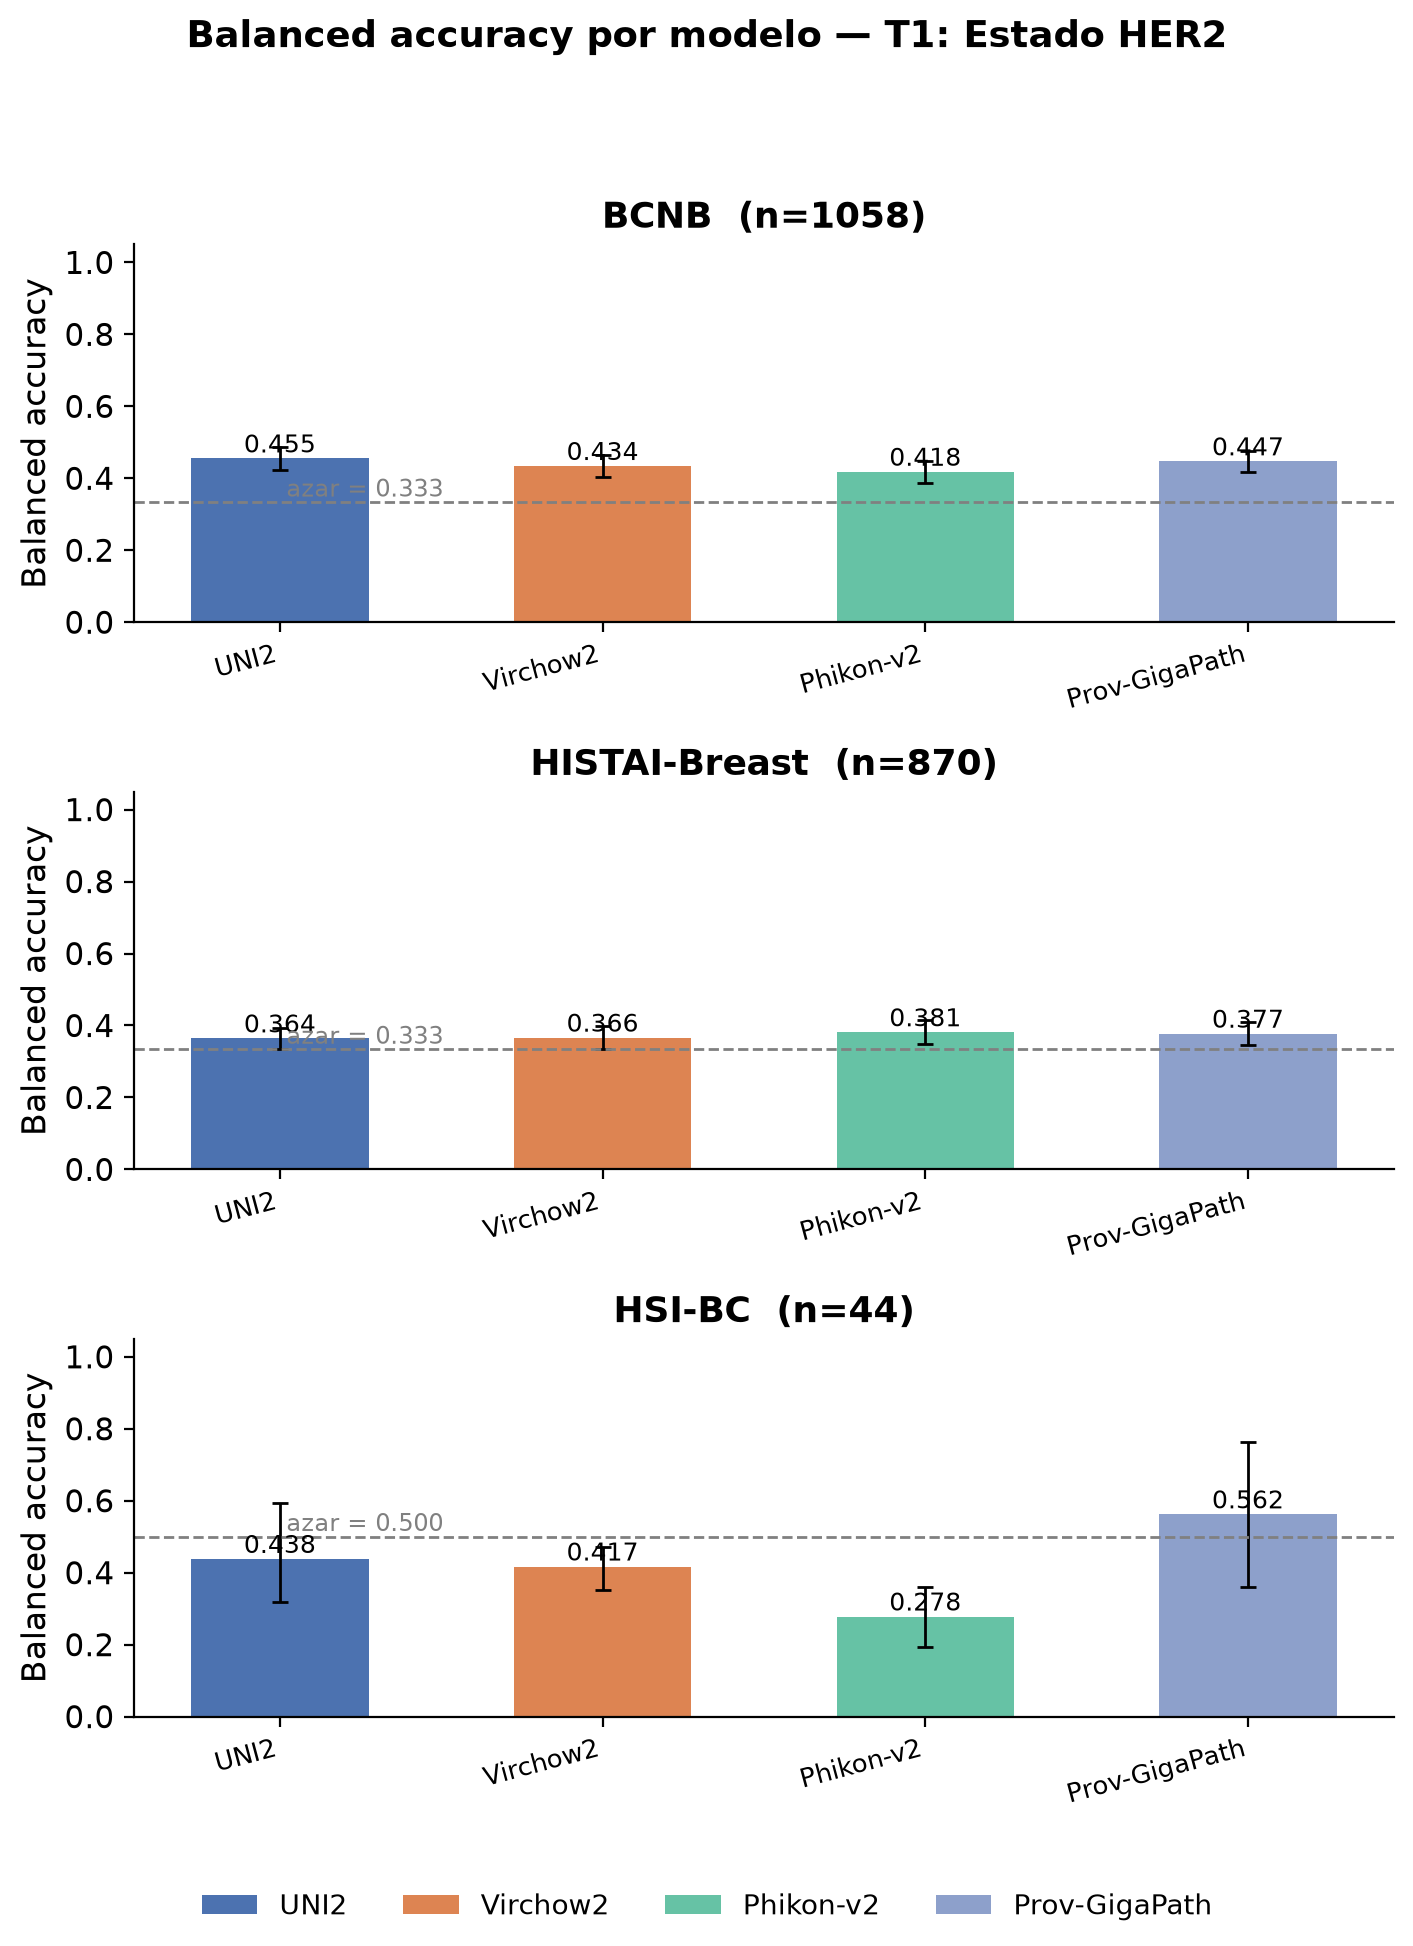 Balanced accuracy por modelo — T1: Estado HER2
BCNB (n=1058)
Balanced accuracy
1.0
0.8
0.6
0.4
0.2
0.0
0.455
0.434
0.418
0.447
azar = 0.333
UNI2
Virchow2
Phikon-v2
Prov-GigaPath
HISTAI-Breast (n=870)
Balanced accuracy
1.0
0.8
0.6
0.4
0.2
0.0
0.364
0.366
0.381
0.377
azar = 0.333
UNI2
Virchow2
Phikon-v2
Prov-GigaPath
HSI-BC (n=44)
Balanced accuracy
1.0
0.8
0.6
0.4
0.2
0.0
0.438
0.417
0.278
0.562
azar = 0.500
UNI2
Virchow2
Phikon-v2
Prov-GigaPath
UNI2 Virchow2 Phikon-v2 Prov-GigaPath